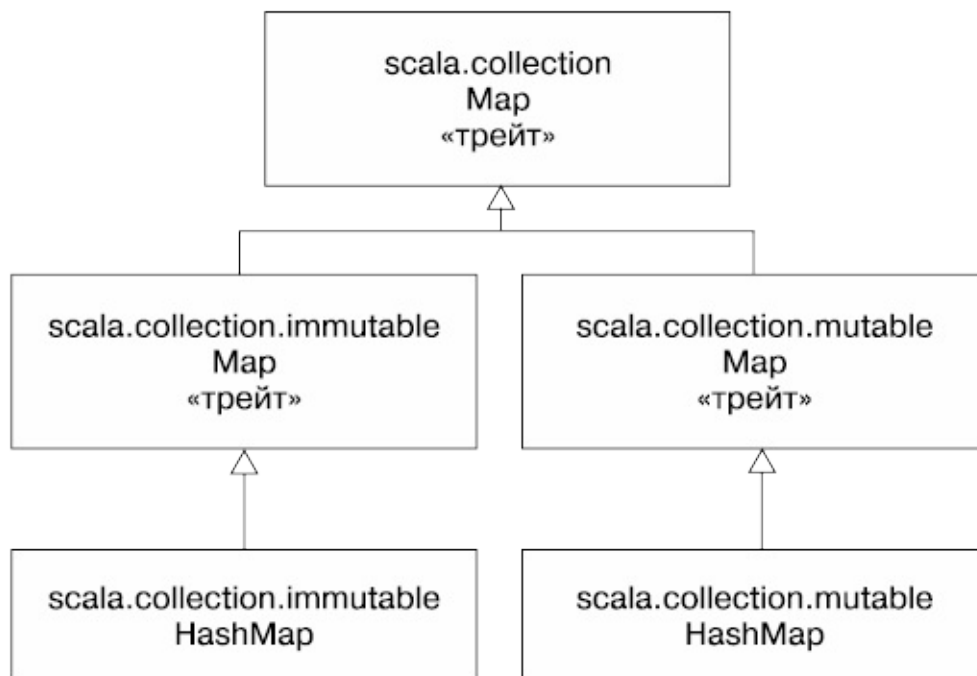 scala.collection
Map
«трейт»
scala.collection.immutable
Map
«трейт»
scala.collection.mutable
Map
«трейт»
scala.collection.immutable
HashMap
scala.collection.mutable
HashMap